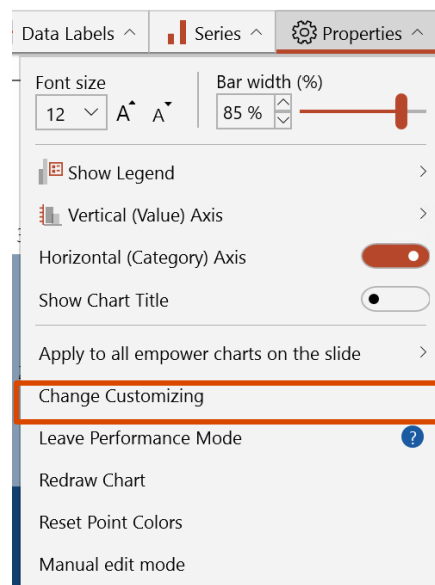 Data Labels Series Properties
Font size Bar width (%)
12 A A 85 %
Show Legend
Vertical (Value) Axis
Horizontal (Category) Axis
Show Chart Title
Apply to all empower charts on the slide
Change Customizing
Leave Performance Mode ?
Redraw Chart
Reset Point Colors
Manual edit mode